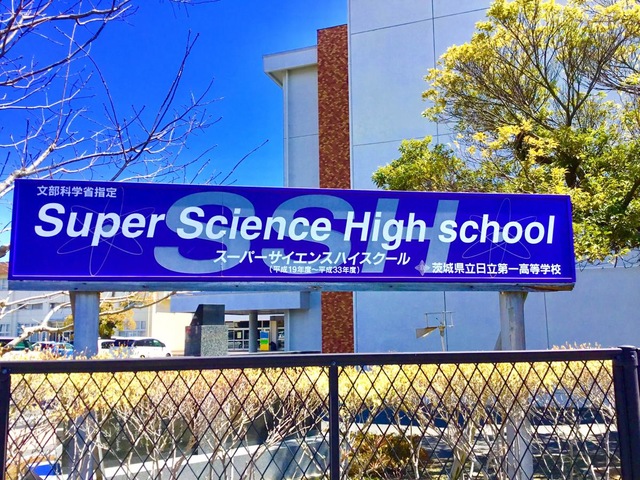 文部科学省指定
SSH
Super Science High school
スーパーサイエンスハイスクール
(平成19年度～平成33年度)
茨城県立日立第一高等学校